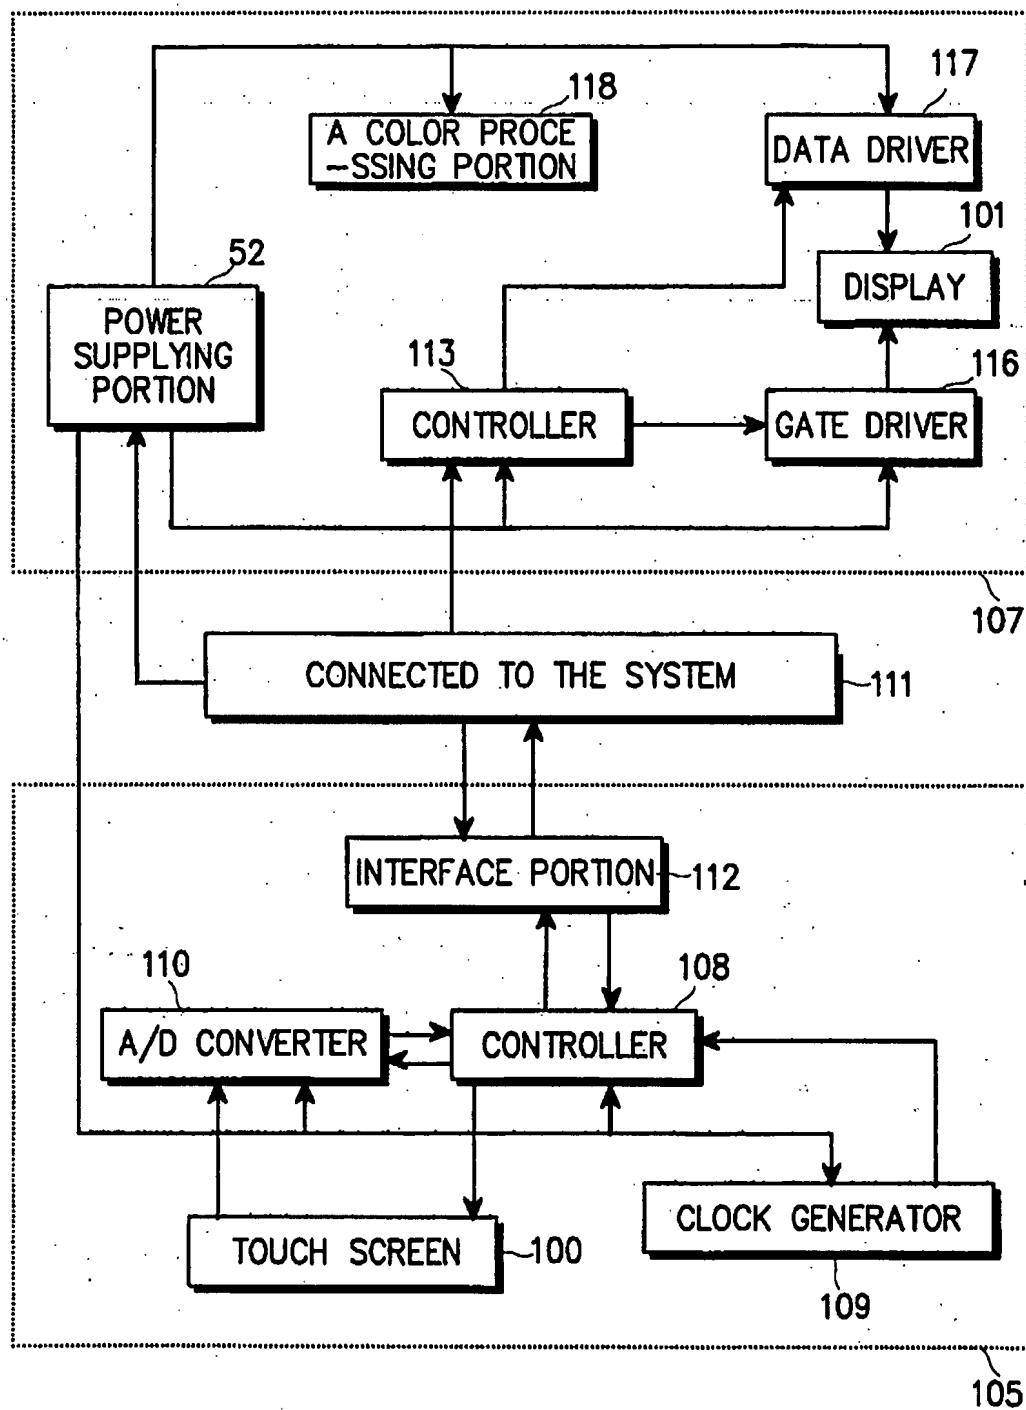 117
118
A COLOR PROCE
-SSING PORTION
DATA DRIVER
101
52
DISPLAY
POWER
SUPPLYING
PORTION
113
116
CONTROLLER
GATE DRIVER
107
CONNECTED TO THE SYSTEM
111
INTERFACE PORTION
112
110
108
A/D CONVERTER
CONTROLLER
CLOCK GENERATOR
TOUCH SCREEN
100
109
105